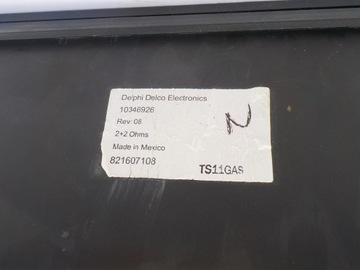 Delphi Delco Electronics
10346926
Rev: 08
2+2 Ohms
Made in Mexico
821607108
TS11GAS
N